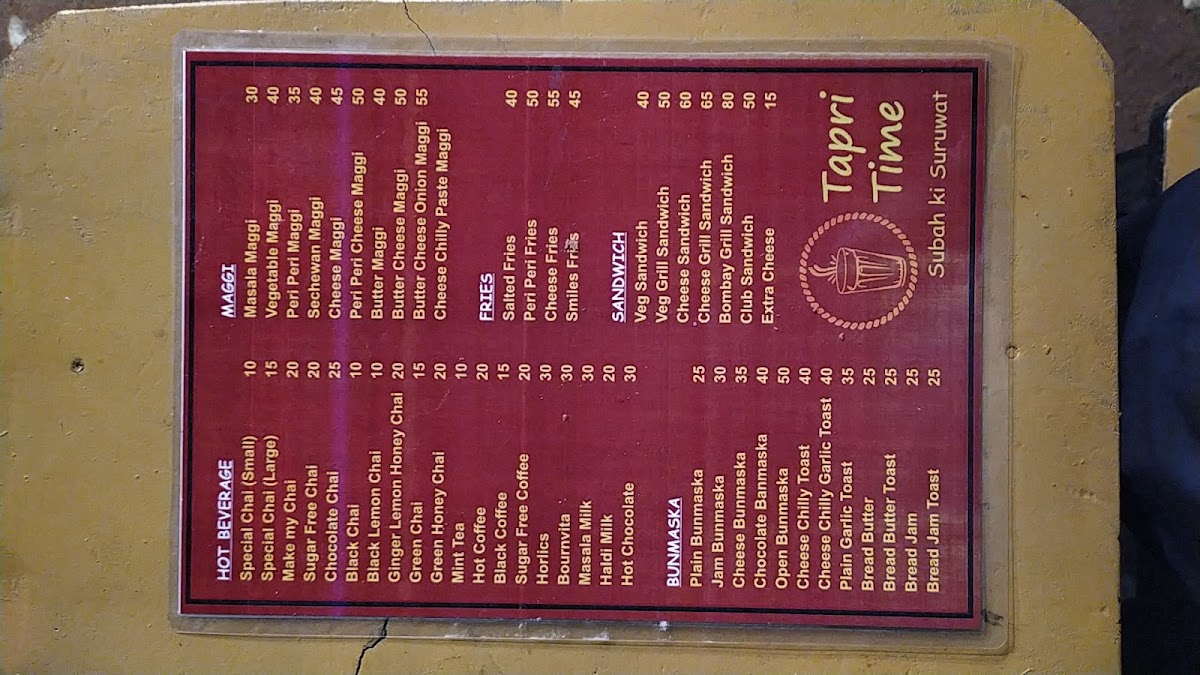 HOT BEVERAGE
Special Chai (Small) 10
Special Chai (Large) 15
Make my Chai 20
Sugar Free Chai 20
Chocolate Chai 25
Black Chai 10
Black Lemon Chai 10
Ginger Lemon Honey Chai 20
Green Chai 15
Green Honey Chai 20
Mint Tea 10
Hot Coffee 20
Black Coffee 15
Sugar Free Coffee 20
Horlics 30
Bournvita 30
Masala Milk 30
Haldi Milk 20
Hot Chocolate 30
BUNMASKA
Plain Bunmaska 25
Jam Bunmaska 30
Cheese Bunmaska 35
Chocolate Banmaska 40
Open Bunmaska 50
Cheese Chilly Toast 40
Cheese Chilly Garlic Toast 40
Plain Garlic Toast 35
Bread Butter 25
Bread Butter Toast 25
Bread Jam 25
Bread Jam Toast 25
MAGGI
Masala Maggi 30
Vegetable Maggi 40
Peri Peri Maggi 35
Sechewan Maggi 40
Cheese Maggi 45
Peri Peri Cheese Maggi 50
Butter Maggi 40
Butter Cheese Maggi 50
Butter Cheese Onion Maggi 55
Cheese Chilly Paste Maggi
FRIES
Salted Fries 40
Peri Peri Fries 50
Cheese Fries 55
Smiles Fries 45
SANDWICH
Veg Sandwich 40
Veg Grill Sandwich 50
Cheese Sandwich 60
Cheese Grill Sandwich 65
Bombay Grill Sandwich 80
Club Sandwich 50
Extra Cheese 15
Tapri
Time
Subah ki Suruwat